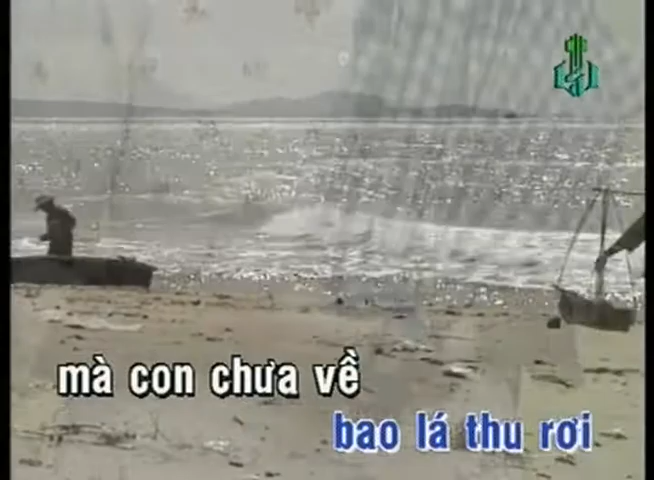 mà con chưa về
bao lá thu rơi